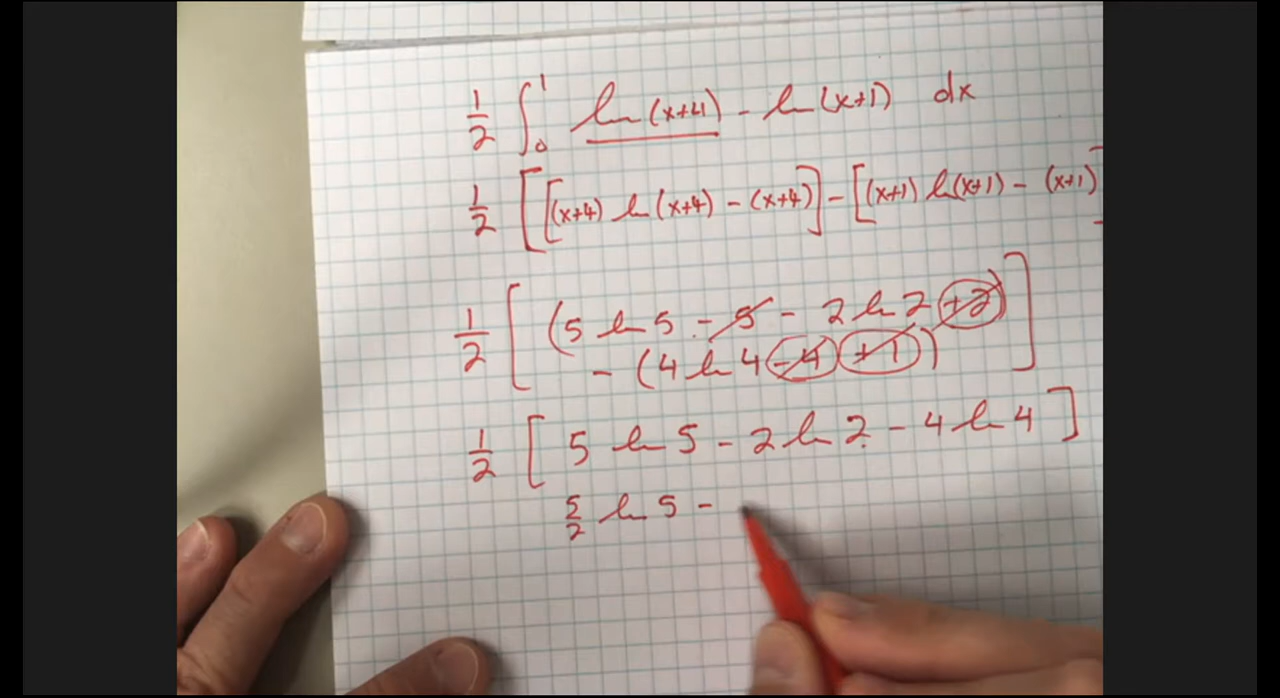 1/2 ∫₀¹ ln(x+4) - ln(x+1) dx
1/2 [[(x+4) ln(x+4) - (x+4)] - [(x+1) ln(x+1) - (x+1)]
1/2 [(5 ln 5 - 5 - 2 ln 2 + 2)
- (4 ln 4 - 4 + 1)]
1/2 [5 ln 5 - 2 ln 2 - 4 ln 4]
5/2 ln 5 -